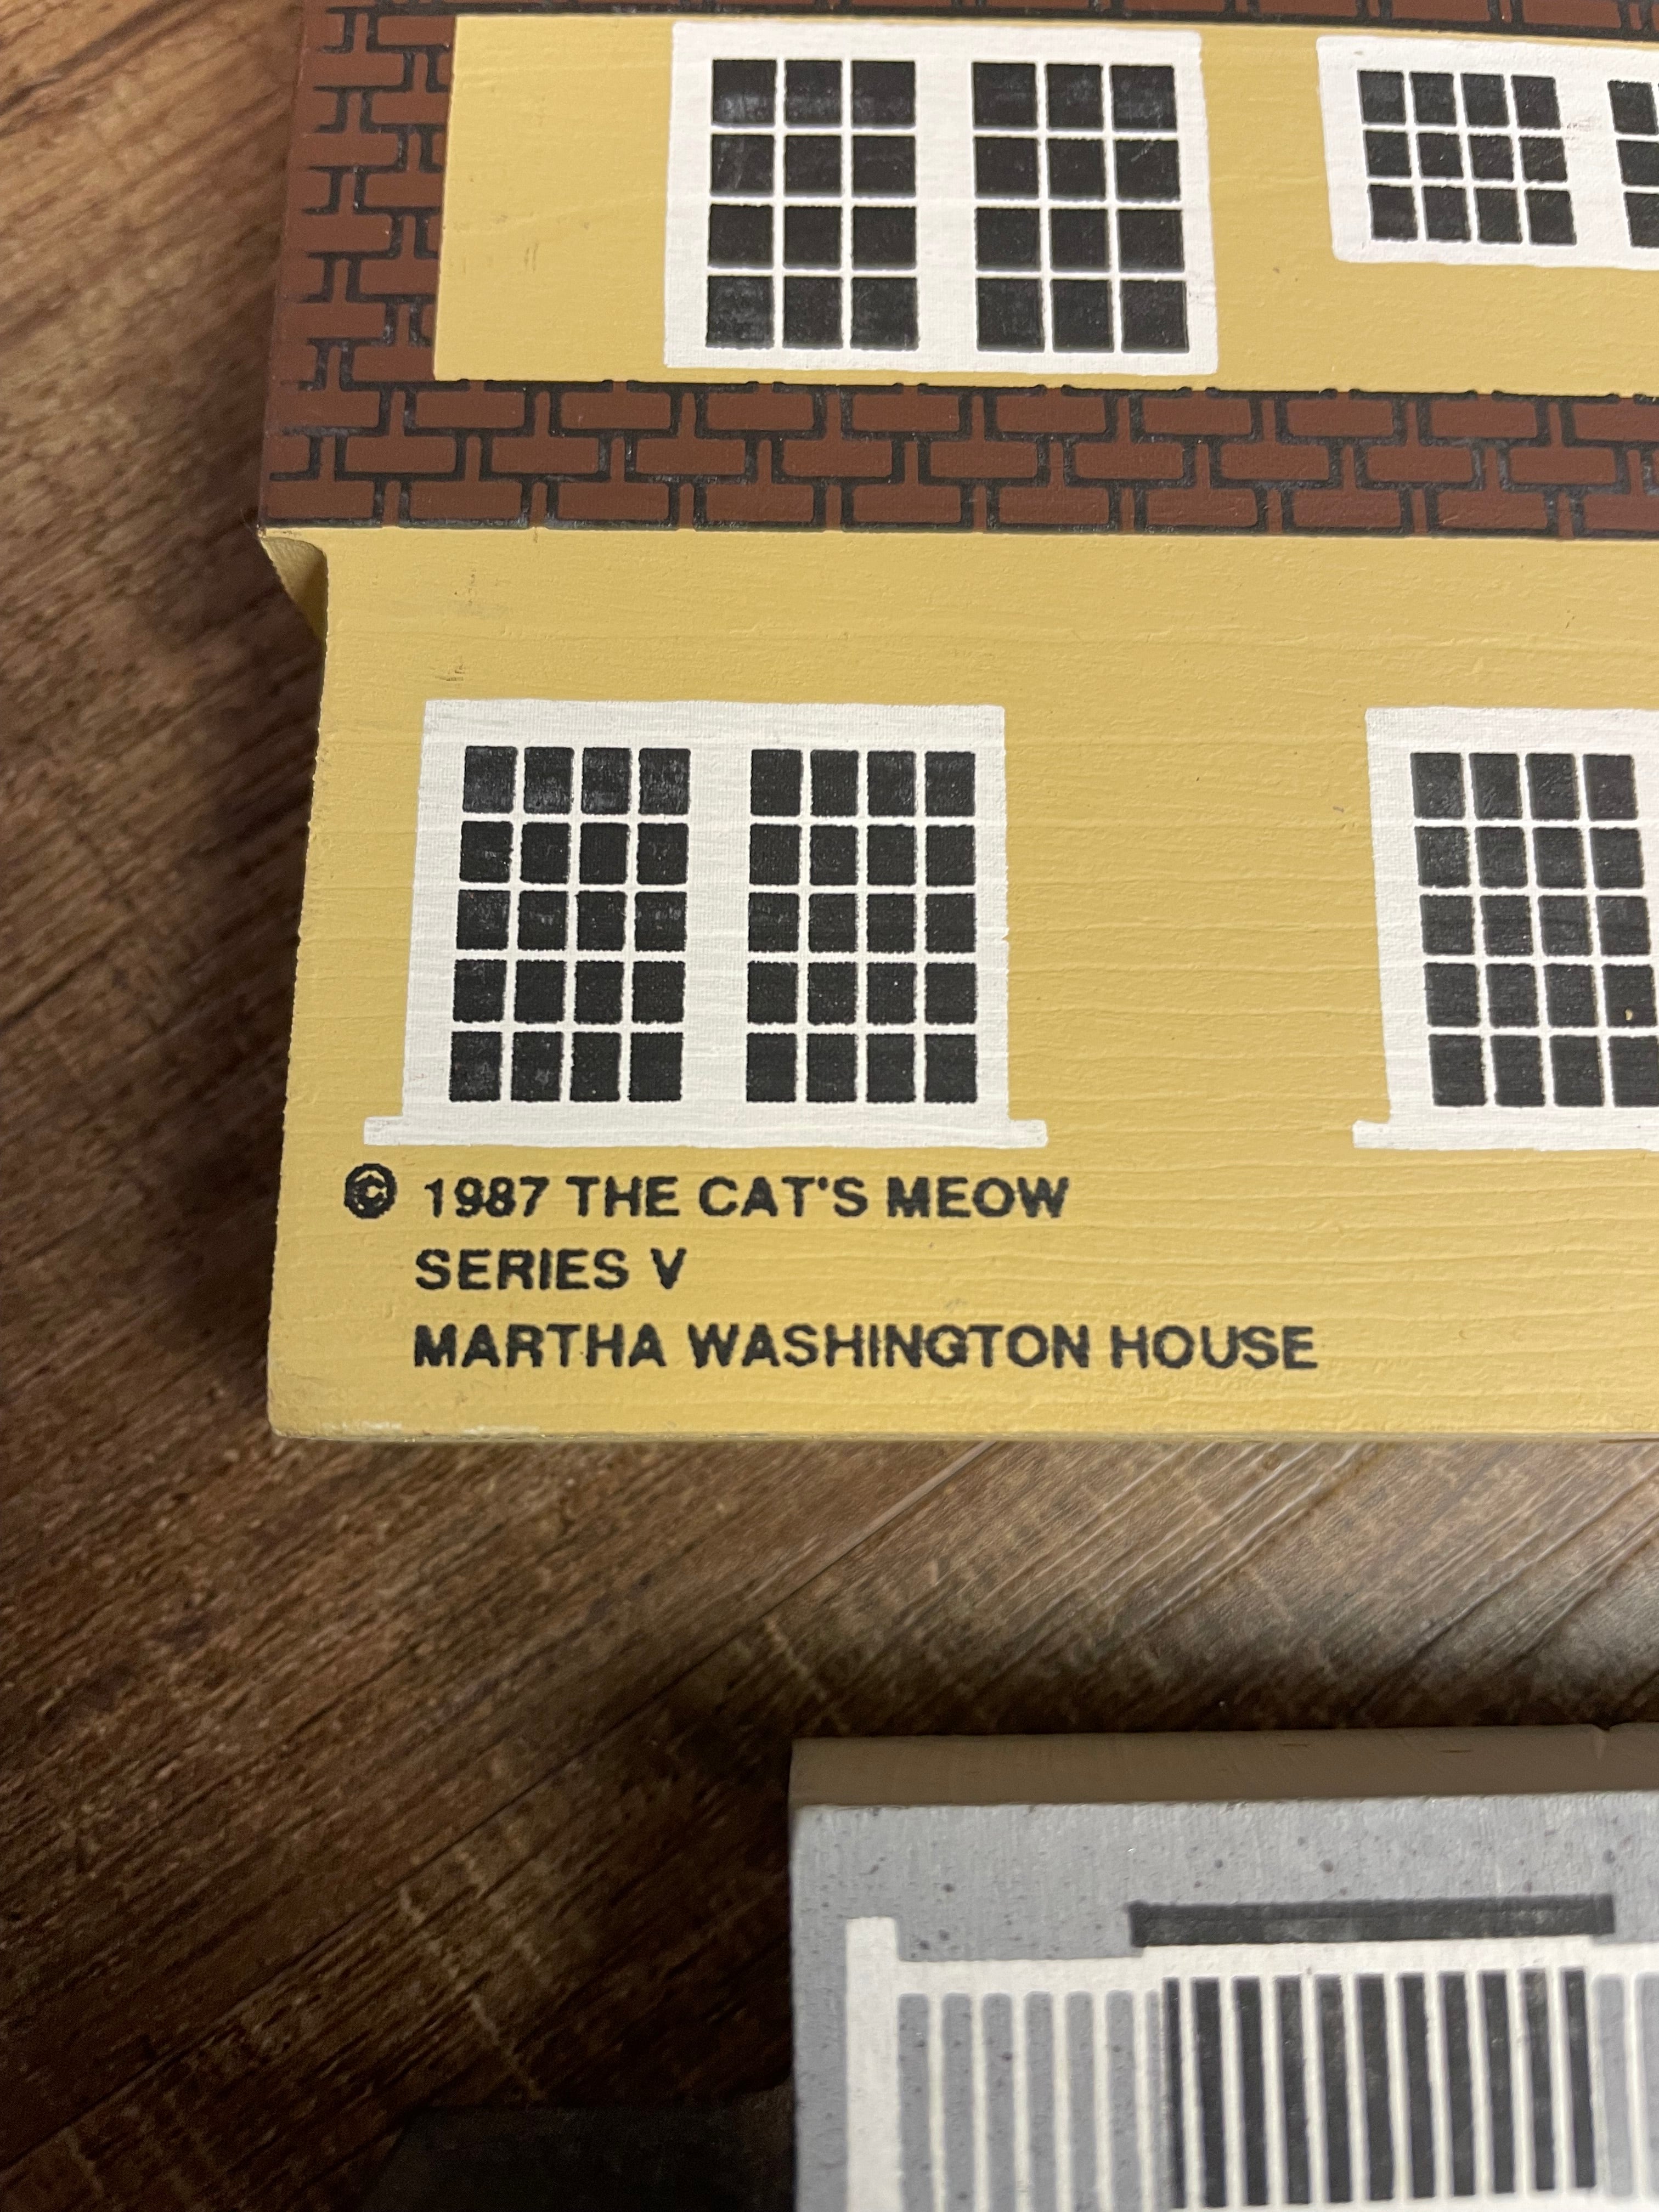 © 1987 THE CAT'S MEOW
SERIES V
MARTHA WASHINGTON HOUSE